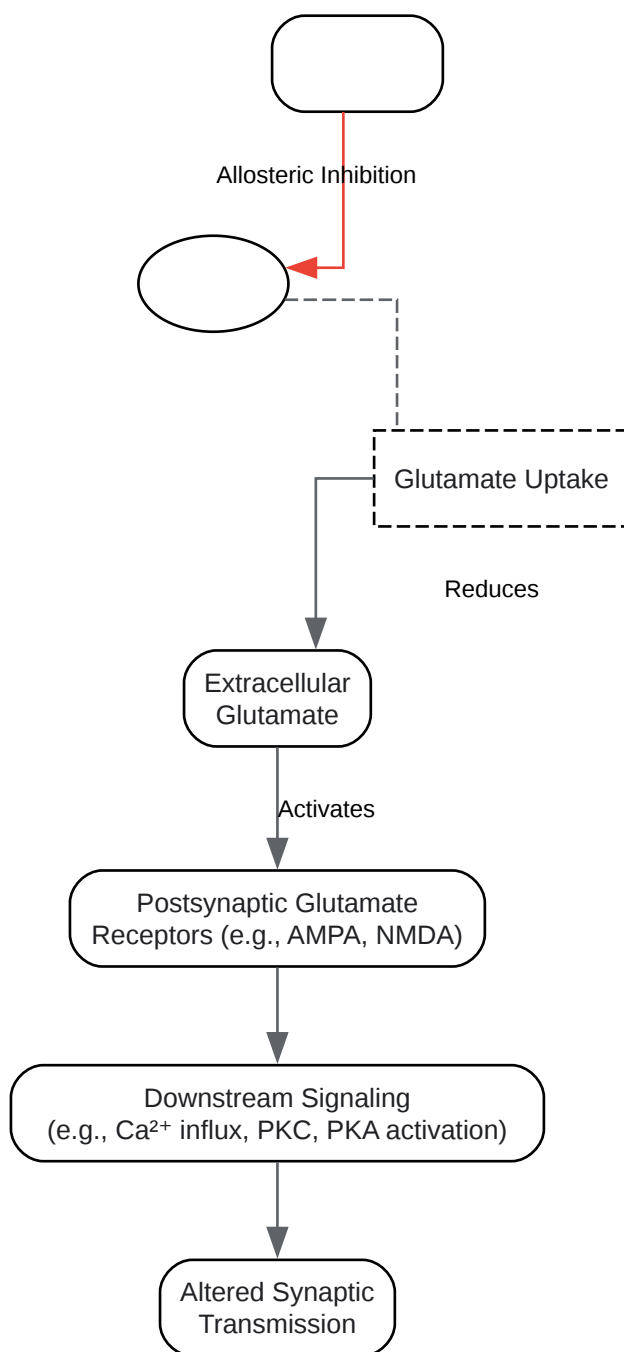 Allosteric Inhibition
Glutamate Uptake
Reduces
Extracellular
Glutamate
Activates
Postsynaptic Glutamate
Receptors (e.g., AMPA, NMDA)
Downstream Signaling
(e.g., Ca²⁺ influx, PKC, PKA activation)
Altered Synaptic
Transmission